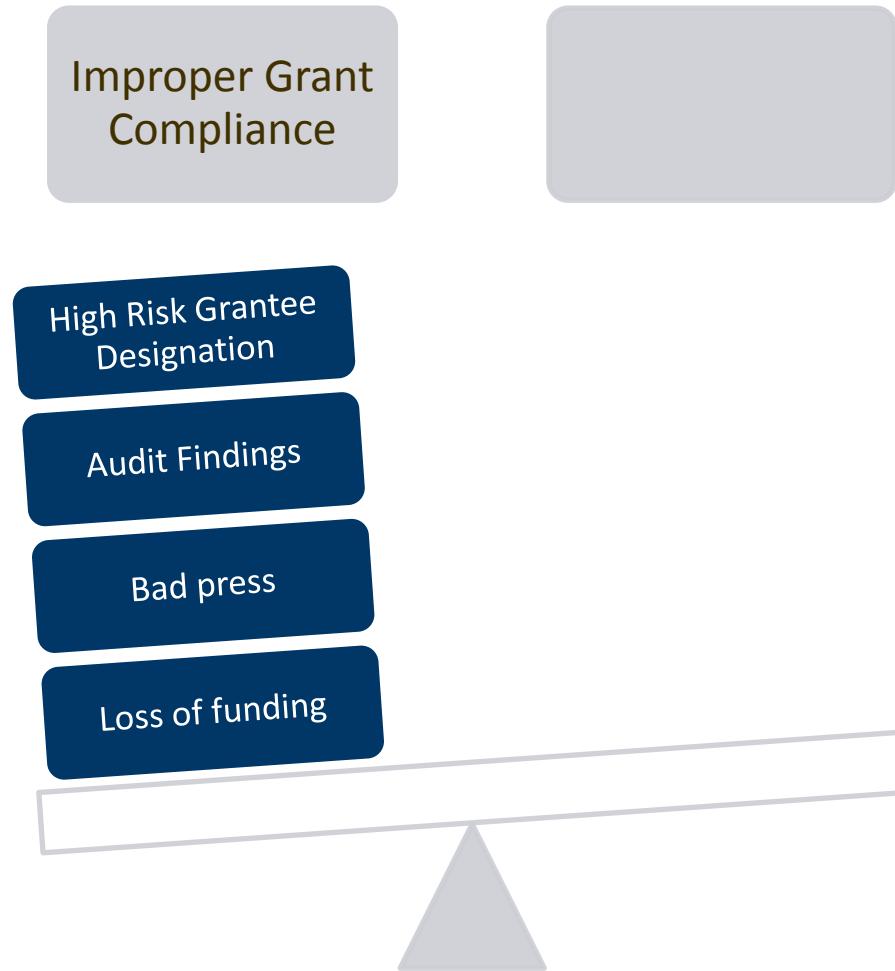 Improper Grant
Compliance
High Risk Grantee
Designation
Audit Findings
Bad press
Loss of funding